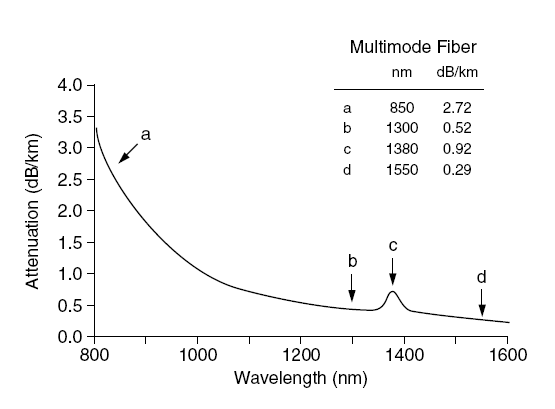 Multimode Fiber
nm dB/km
a 850 2.72
b 1300 0.52
c 1380 0.92
d 1550 0.29
4.0
3.5
3.0
2.5
2.0
1.5
1.0
0.5
0.0
Attenuation (dB/km)
a
b
c
d
800 1000 1200 1400 1600
Wavelength (nm)